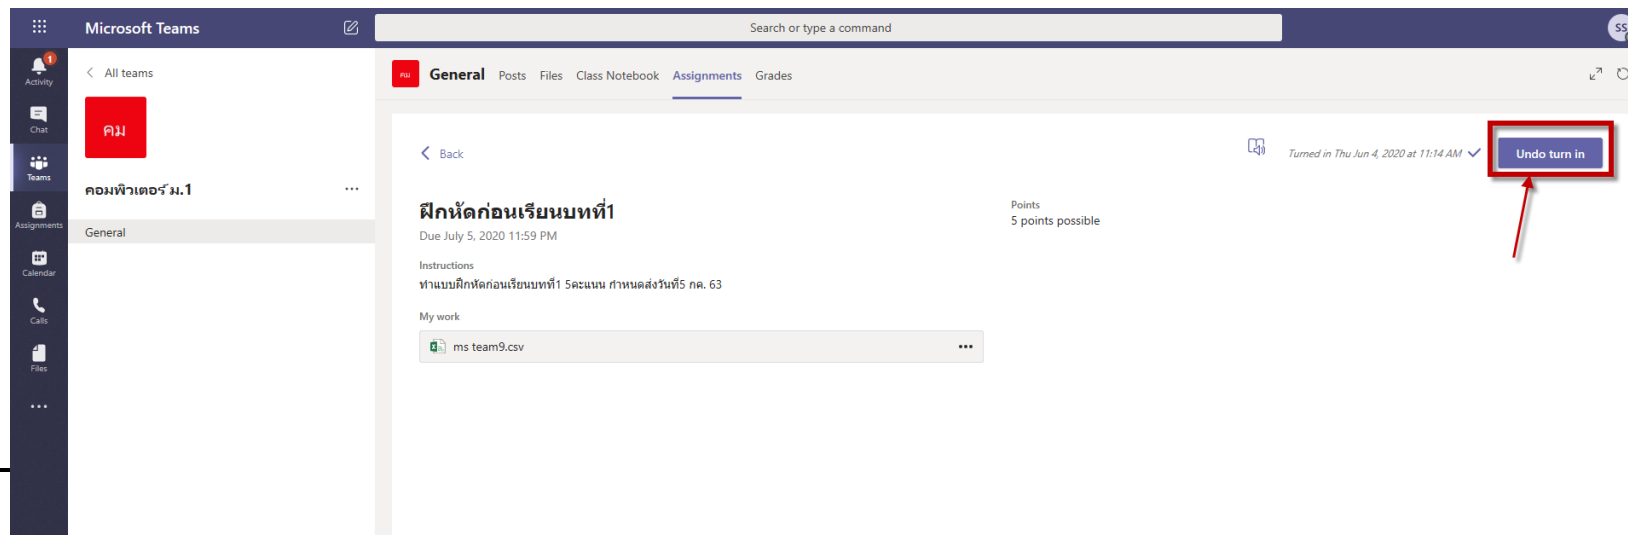 Microsoft Teams
Search or type a command
SS
1
Activity
Chat
Teams
Assignments
Calendar
Calls
Files
All teams
คม
คอมพิวเตอร์ ม.1
General
คม
General Posts Files Class Notebook Assignments Grades
Back
Turned in Thu Jun 4, 2020 at 11:14 AM
Undo turn in
ฝึกหัดก่อนเรียนบทที่1
Due July 5, 2020 11:59 PM
Points
5 points possible
Instructions
ทำแบบฝึกหัดก่อนเรียนบทที่1 5คะแนน กำหนดส่งวันที่5 กค. 63
My work
ms team9.csv